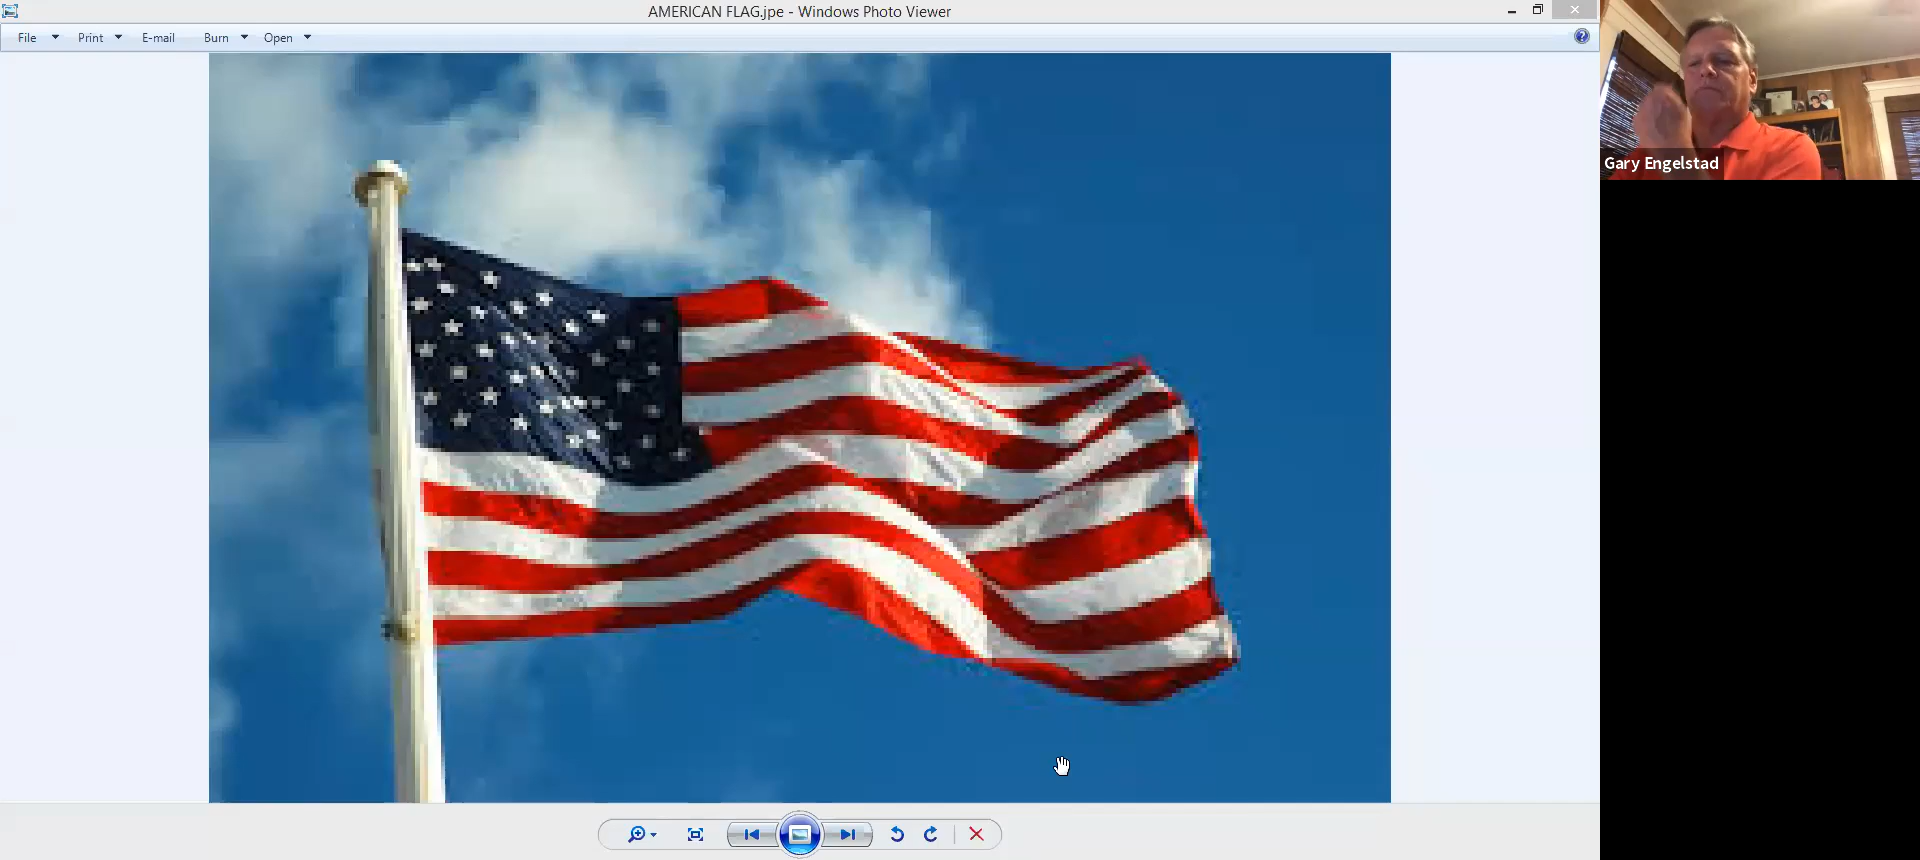 AMERICAN FLAG.jpe - Windows Photo Viewer
File Print E-mail Burn Open
Gary Engelstad